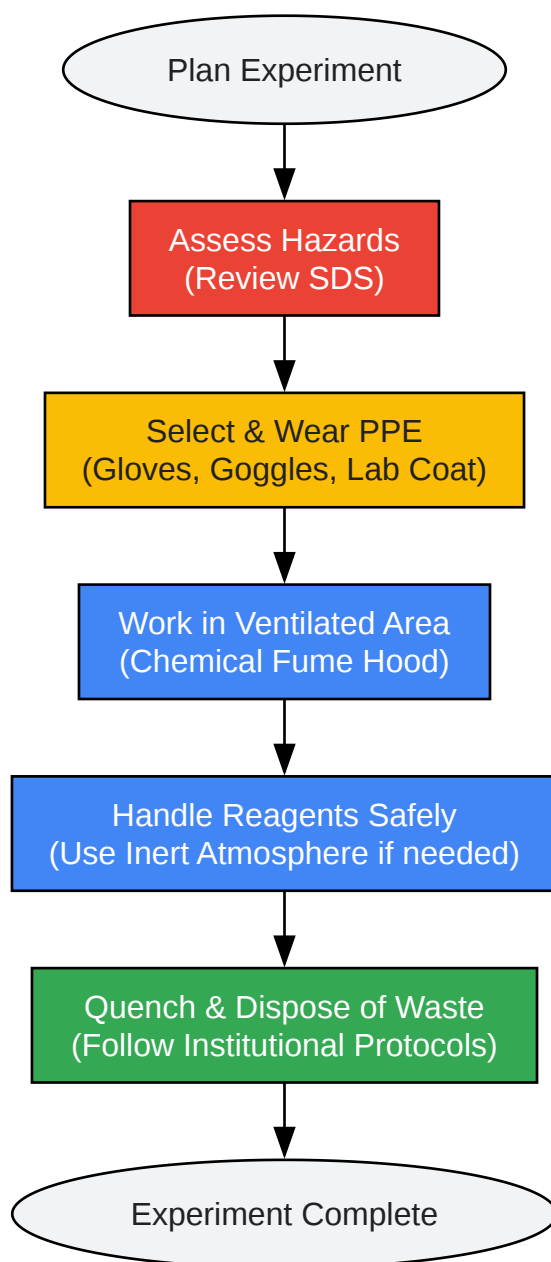 Plan Experiment
Assess Hazards
(Review SDS)
Select & Wear PPE
(Gloves, Goggles, Lab Coat)
Work in Ventilated Area
(Chemical Fume Hood)
Handle Reagents Safely
(Use Inert Atmosphere if needed)
Quench & Dispose of Waste
(Follow Institutional Protocols)
Experiment Complete